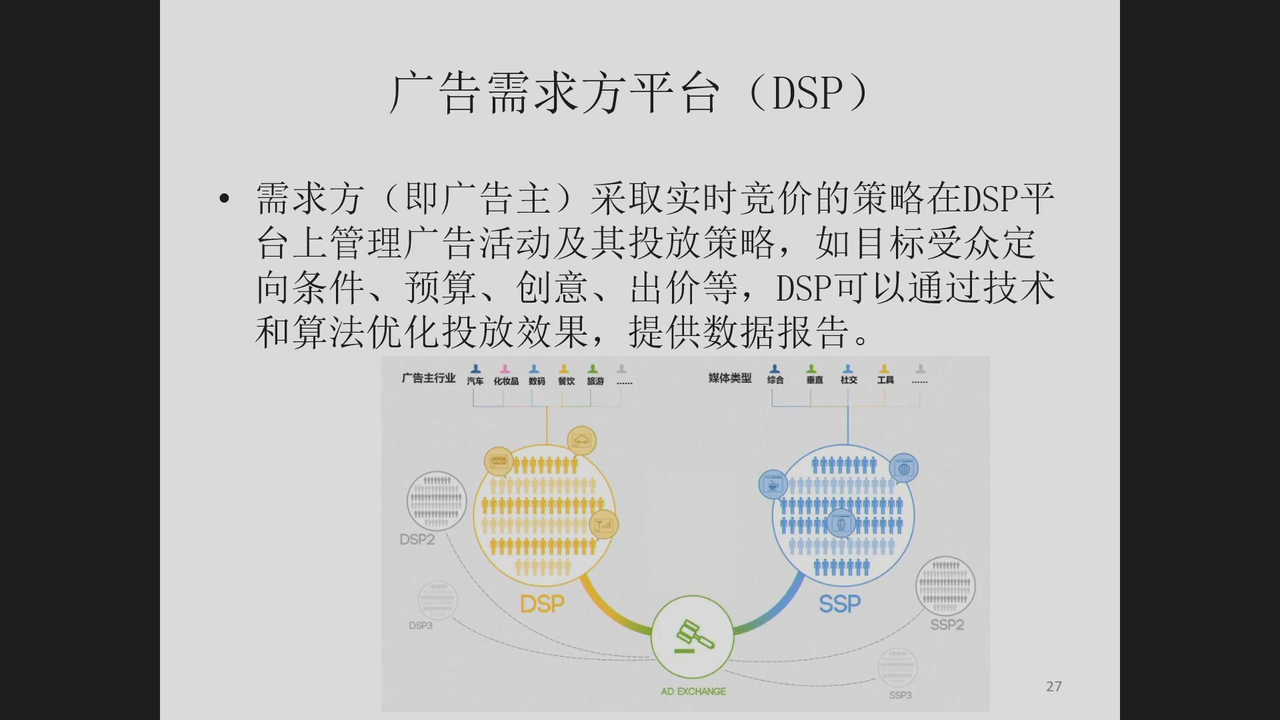 广告需求方平台（DSP）
• 需求方（即广告主）采取实时竞价的策略在DSP平
台上管理广告活动及其投放策略，如目标受众定
向条件、预算、创意、出价等，DSP可以通过技术
和算法优化投放效果，提供数据报告。
广告主行业 汽车 化妆品 数码 餐饮 旅游 ......
媒体类型 综合 垂直 社交 工具 ......
DSP2
DSP
SSP
DSP3
SSP2
AD EXCHANGE
SSP3
27